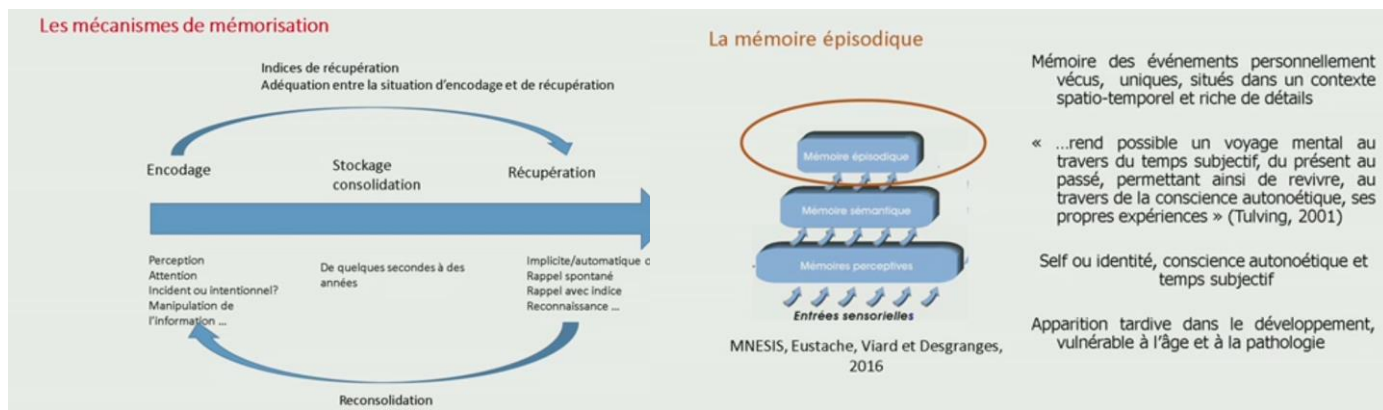 Les mécanismes de mémorisation
Indices de récupération
Adéquation entre la situation d'encodage et de récupération
Encodage
Stockage
consolidation
Récupération
Perception
Attention
Incident ou intentionnel?
Manipulation de
l'information ...
De quelques secondes à des
années
Implicite/automatique
Rappel spontané
Rappel avec indice
Reconnaissance ...
Reconsolidation
La mémoire épisodique
Mémoire épisodique
Mémoire sémantique
Mémoires perceptives
Entrées sensorielles
MNESIS, Eustache, Viard et Desgranges,
2016
Mémoire des événements personnellement
vécus, uniques, situés dans un contexte
spatio-temporel et riche de détails
« ...rend possible un voyage mental au
travers du temps subjectif, du présent au
passé, permettant ainsi de revivre, au
travers de la conscience autonoétique, ses
propres expériences » (Tulving, 2001)
Self ou identité, conscience autonoétique et
temps subjectif
Apparition tardive dans le développement,
vulnérable à l'âge et à la pathologie